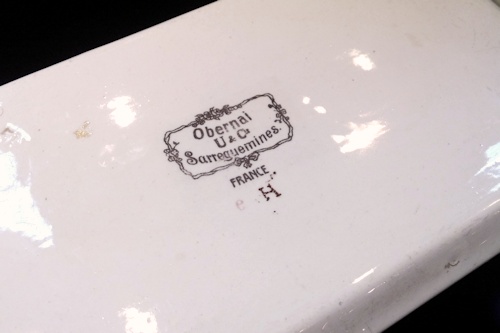 Obernai
U & Cie
Sarreguemines.
FRANCE
H